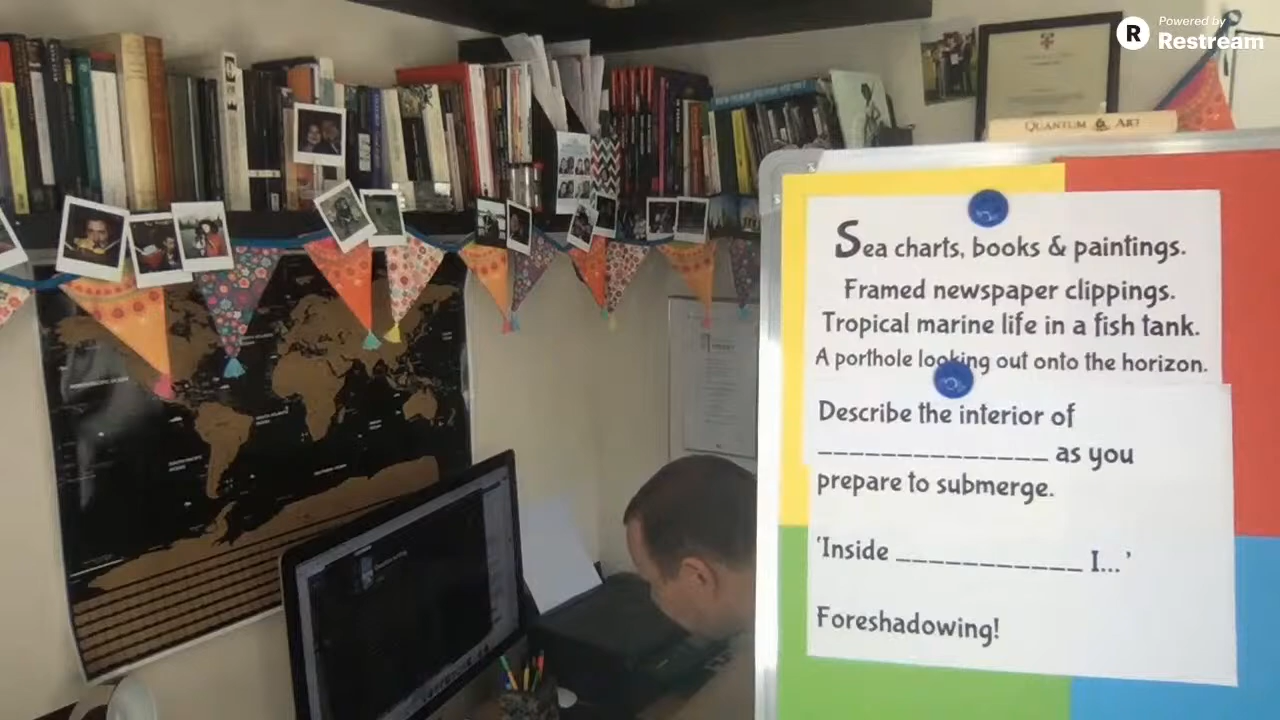 Powered by
Restream
QUANTUM & ART
Sea charts, books & paintings.
Framed newspaper clippings.
Tropical marine life in a fish tank.
A porthole looking out onto the horizon.
Describe the interior of
______________ as you
prepare to submerge.
'Inside ____________ I...'
Foreshadowing!